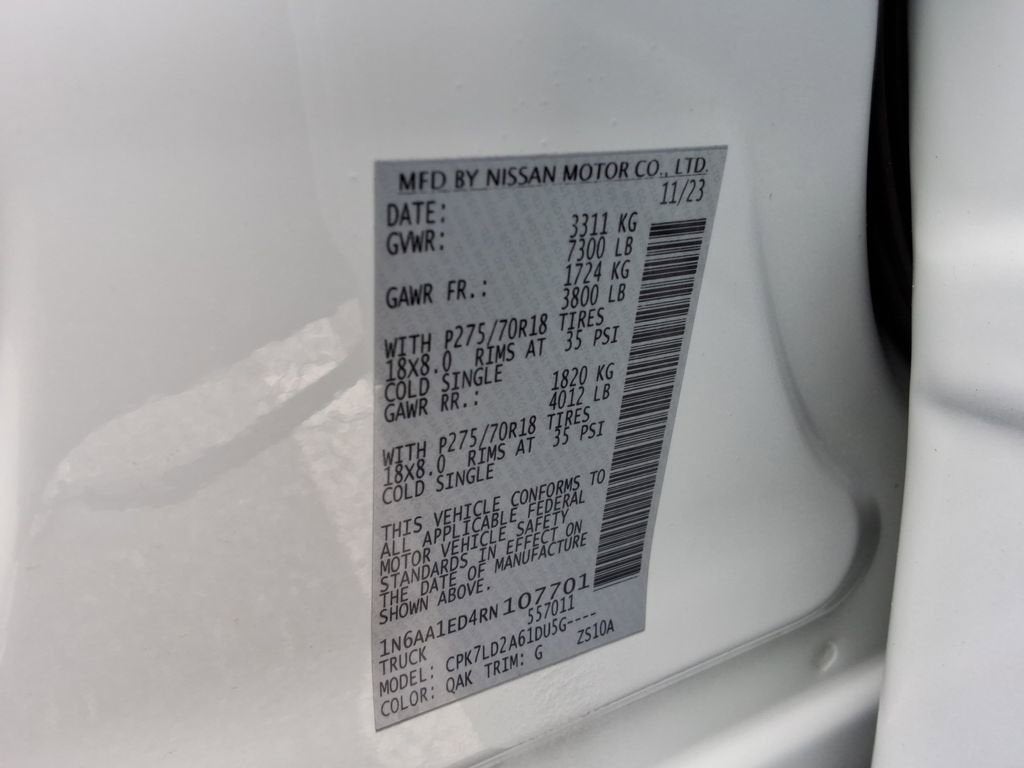 MFD BY NISSAN MOTOR CO., LTD.
DATE: 11/23
GVWR: 3311 KG
7300 LB
GAWR FR.: 1724 KG
3800 LB
WITH P275/70R18 TIRES
18X8.0 RIMS AT 35 PSI
COLD SINGLE
GAWR RR.: 1820 KG
4012 LB
WITH P275/70R18 TIRES
18X8.0 RIMS AT 35 PSI
COLD SINGLE
THIS VEHICLE CONFORMS TO
ALL APPLICABLE FEDERAL
MOTOR VEHICLE SAFETY
STANDARDS IN EFFECT ON
THE DATE OF MANUFACTURE
SHOWN ABOVE.
1N6AA1ED4RN107701
TRUCK 557011
MODEL: CPK7LD2A61DU5G-----
COLOR: QAK TRIM: G ZS10A